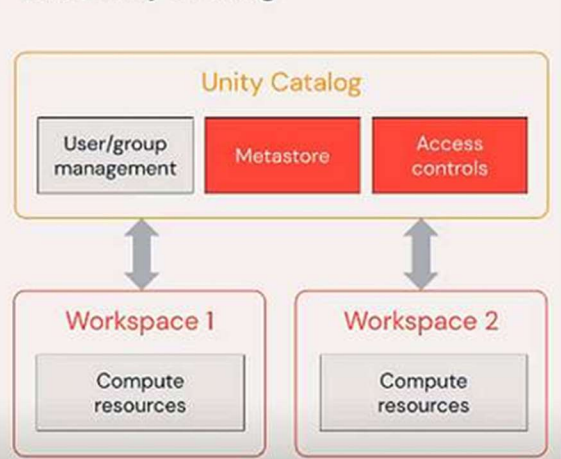 Unity Catalog
User/group
management
Metastore
Access
controls
Workspace 1
Workspace 2
Compute
resources
Compute
resources